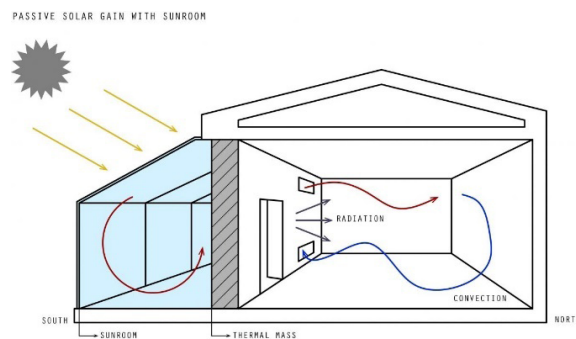 PASSIVE SOLAR GAIN WITH SUNROOM
RADIATION
CONVECTION
SOUTH
NORT
SUNROOM
THERMAL MASS